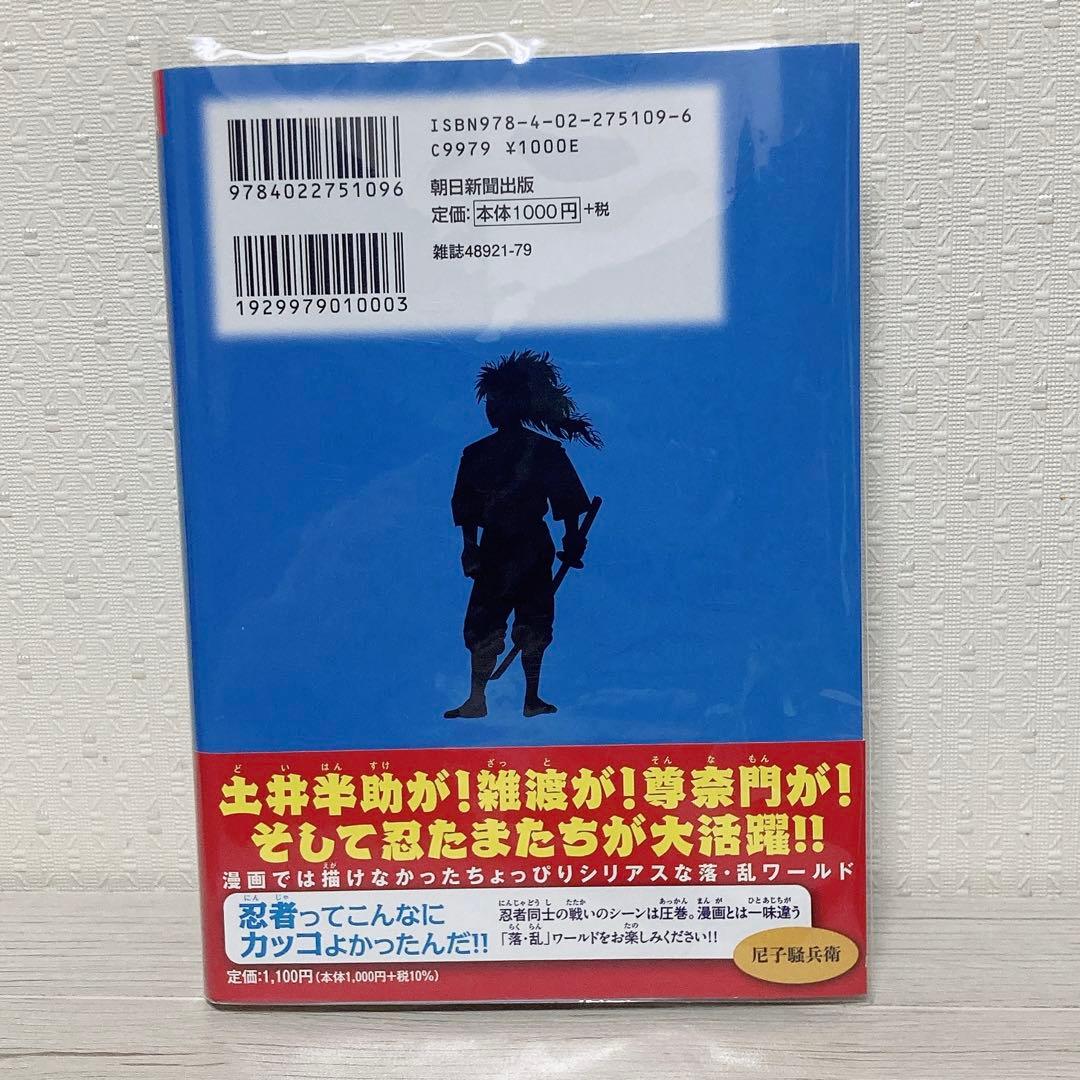 ISBN978-4-02-275109-6
C9979 ¥1000E
9784022751096
朝日新聞出版
定価:本体1000円+税
雑誌48921-79
1929979010003
土井半助が!雑渡が!尊奈門が!
そして忍たまたちが大活躍!!
漫画では描けなかったちょっぴりシリアスな落・乱ワールド
忍者ってこんなに
カッコよかったんだ!!
忍者同士の戦いのシーンは圧巻。漫画とは一味違う
「落・乱」ワールドをお楽しみください!!
尼子騒兵衛
定価:1,100円(本体1,000円+税10%)